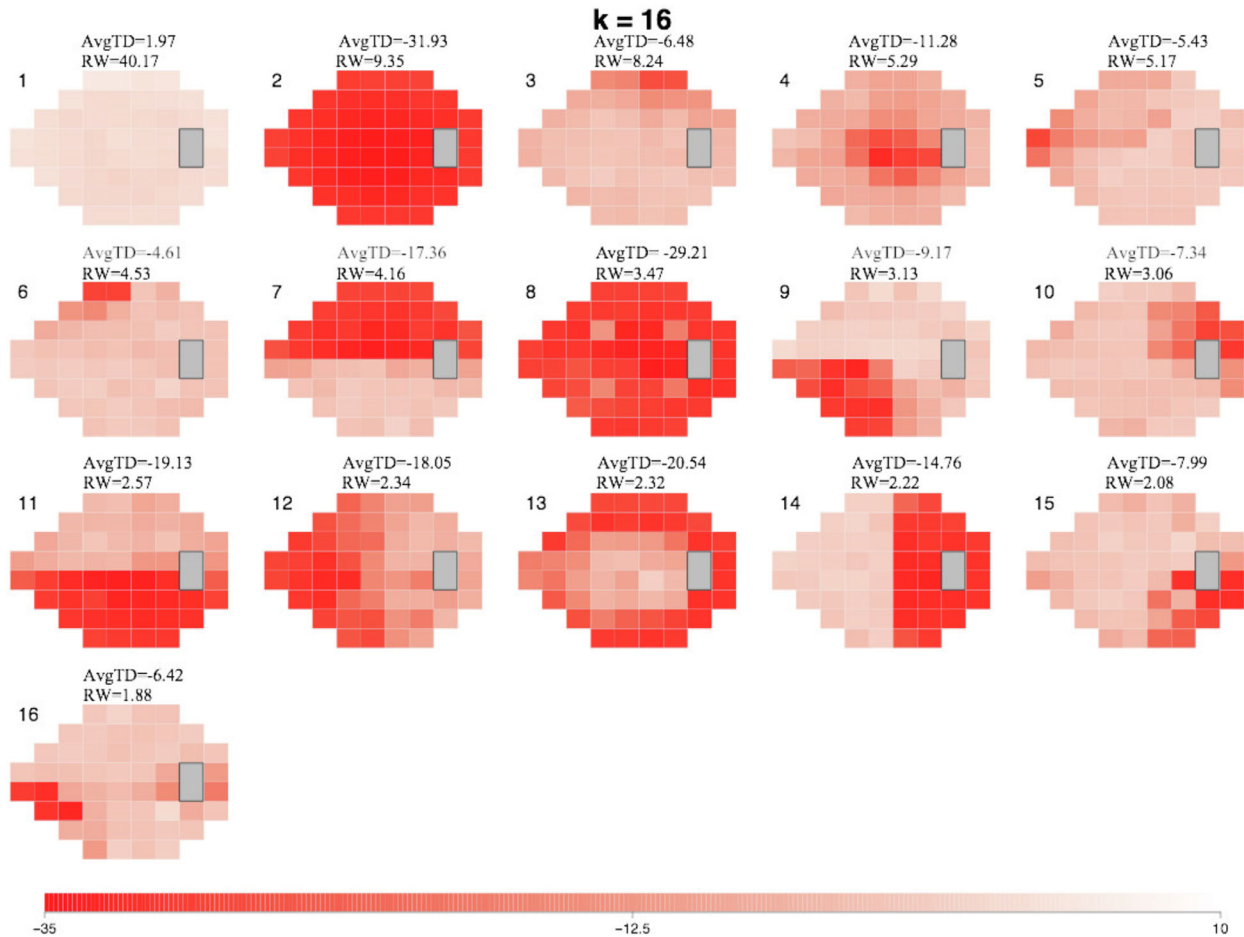 k = 16
AvgTD=1.97
RW=40.17
1
AvgTD=-31.93
RW=9.35
2
AvgTD=-6.48
RW=8.24
3
AvgTD=-11.28
RW=5.29
4
AvgTD=-5.43
RW=5.17
5
AvgTD=-4.61
RW=4.53
6
AvgTD=-17.36
RW=4.16
7
AvgTD= -29.21
RW=3.47
8
AvgTD=-9.17
RW=3.13
9
AvgTD=-7.34
RW=3.06
10
AvgTD=-19.13
RW=2.57
11
AvgTD=-18.05
RW=2.34
12
AvgTD=-20.54
RW=2.32
13
AvgTD=-14.76
RW=2.22
14
AvgTD=-7.99
RW=2.08
15
AvgTD=-6.42
RW=1.88
16
-35 -12.5 10